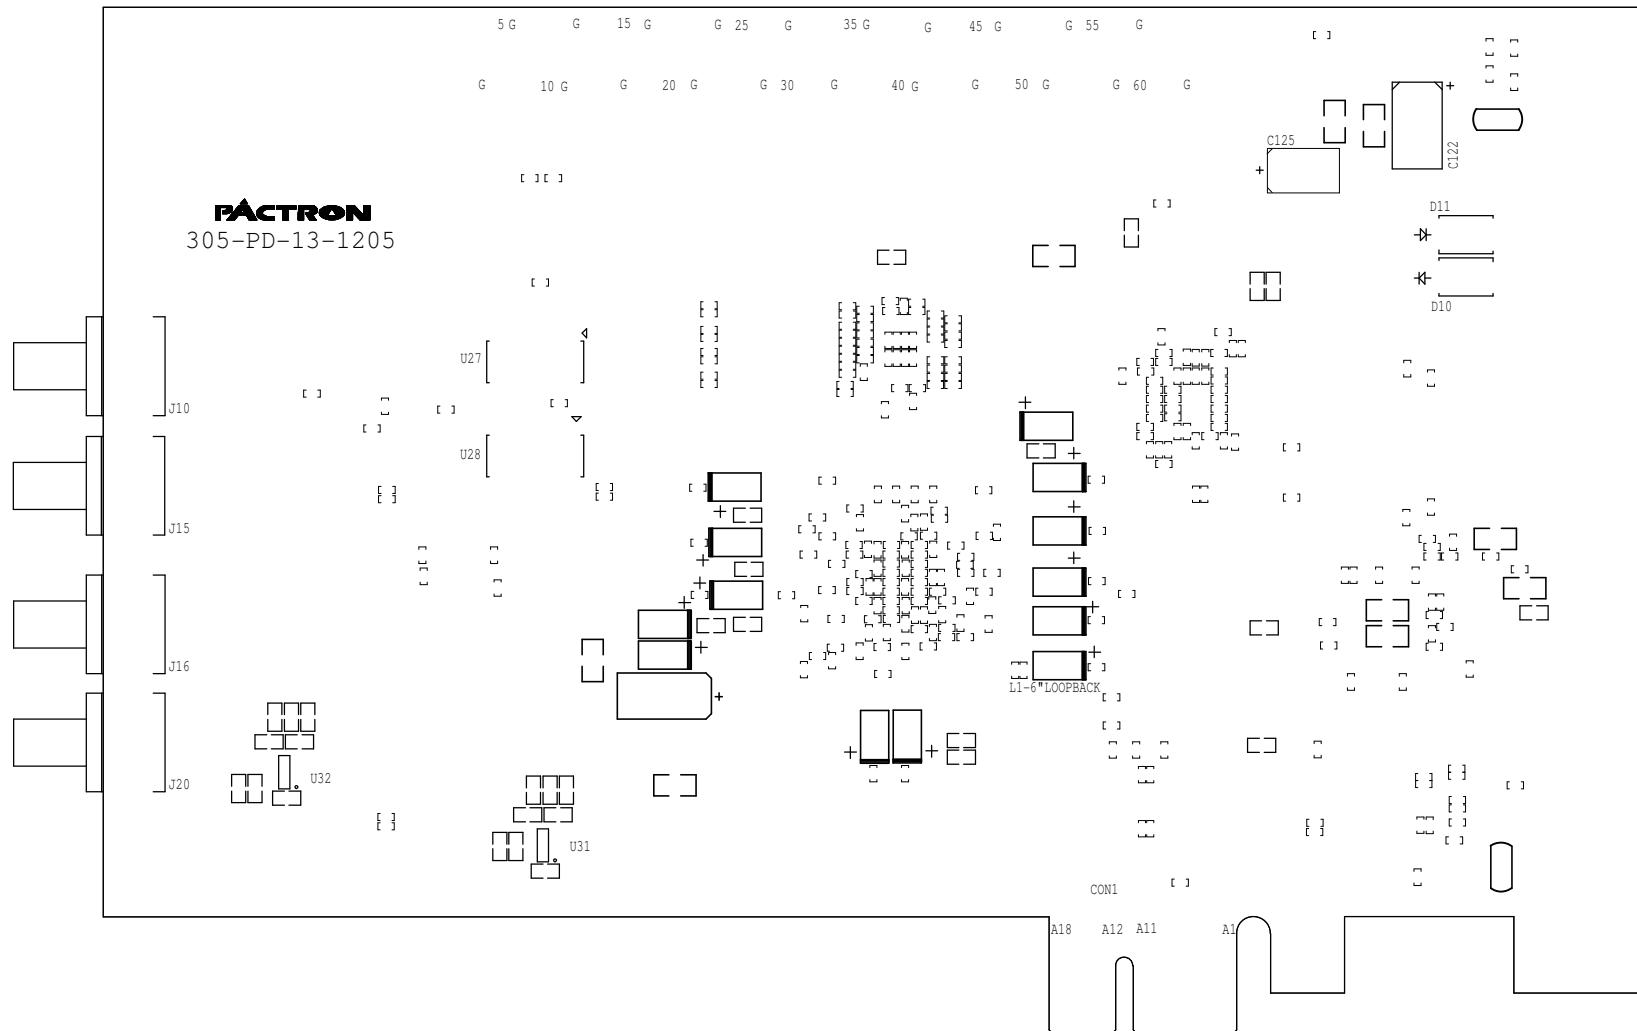 5 G G 15 G G 25 G 35 G G 45 G G 55 G
G 10 G G 20 G G 30 G 40 G G 50 G G 60 G
C125
C122
PACTRON
305-PD-13-1205
D11
D10
U27
J10
U28
J15
J16
L1-6"LOOPBACK
U32
J20
U31
CON1
A18 A12 A11 A1